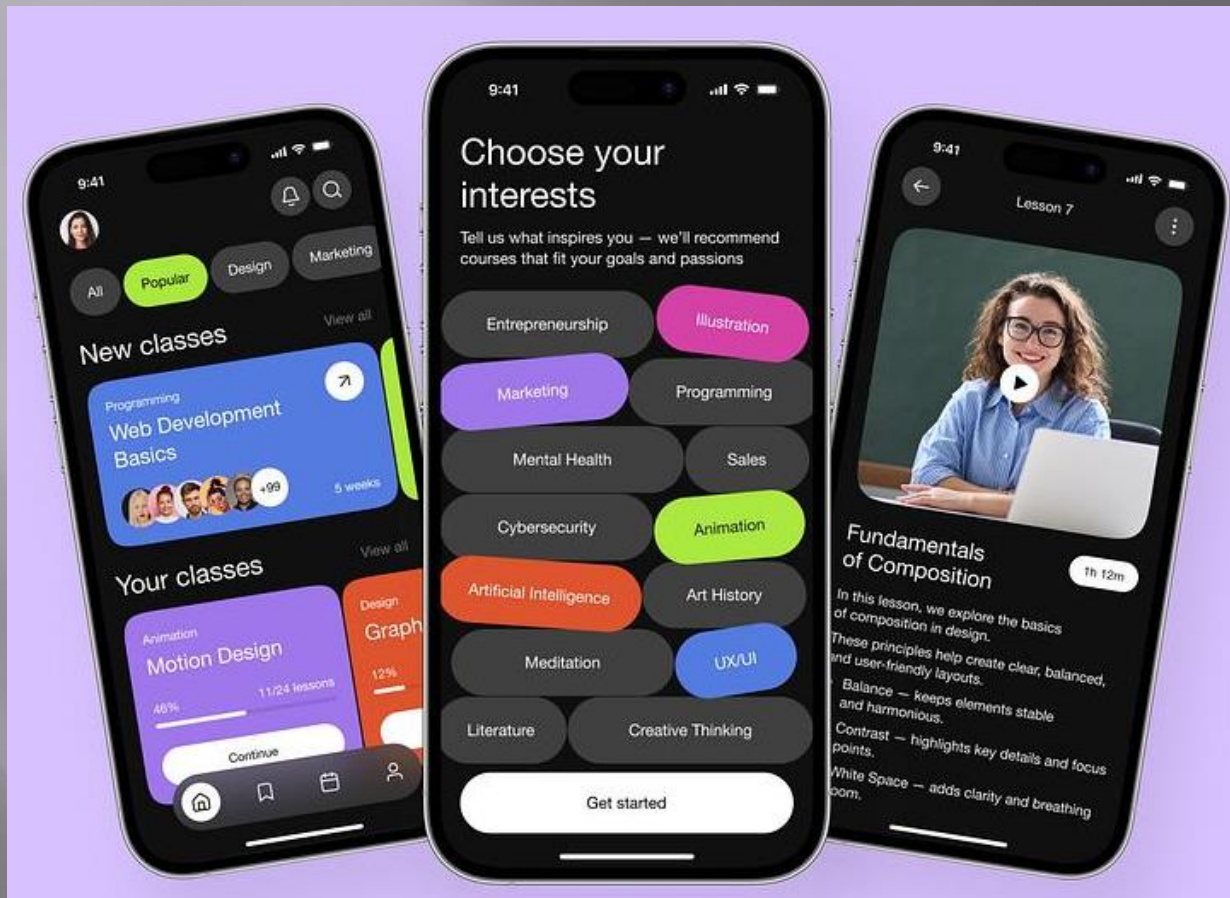 9:41
All
Popular
Design
Marketing
New classes
View all
Programming
Web Development
Basics
+99
5 weeks
Your classes
View all
Animation
Motion Design
46%
11/24 lessons
Continue
Design
Graph
12%
9:41
Choose your
interests
Tell us what inspires you — we'll recommend
courses that fit your goals and passions
Entrepreneurship
Illustration
Marketing
Programming
Mental Health
Sales
Cybersecurity
Animation
Artificial Intelligence
Art History
Meditation
UX/UI
Literature
Creative Thinking
Get started
9:41
Lesson 7
Fundamentals
of Composition
1h 12m
In this lesson, we explore the basics
of composition in design.
These principles help create clear, balanced,
and user-friendly layouts.
Balance — keeps elements stable
and harmonious.
Contrast — highlights key details and focus
points.
White Space — adds clarity and breathing
room.